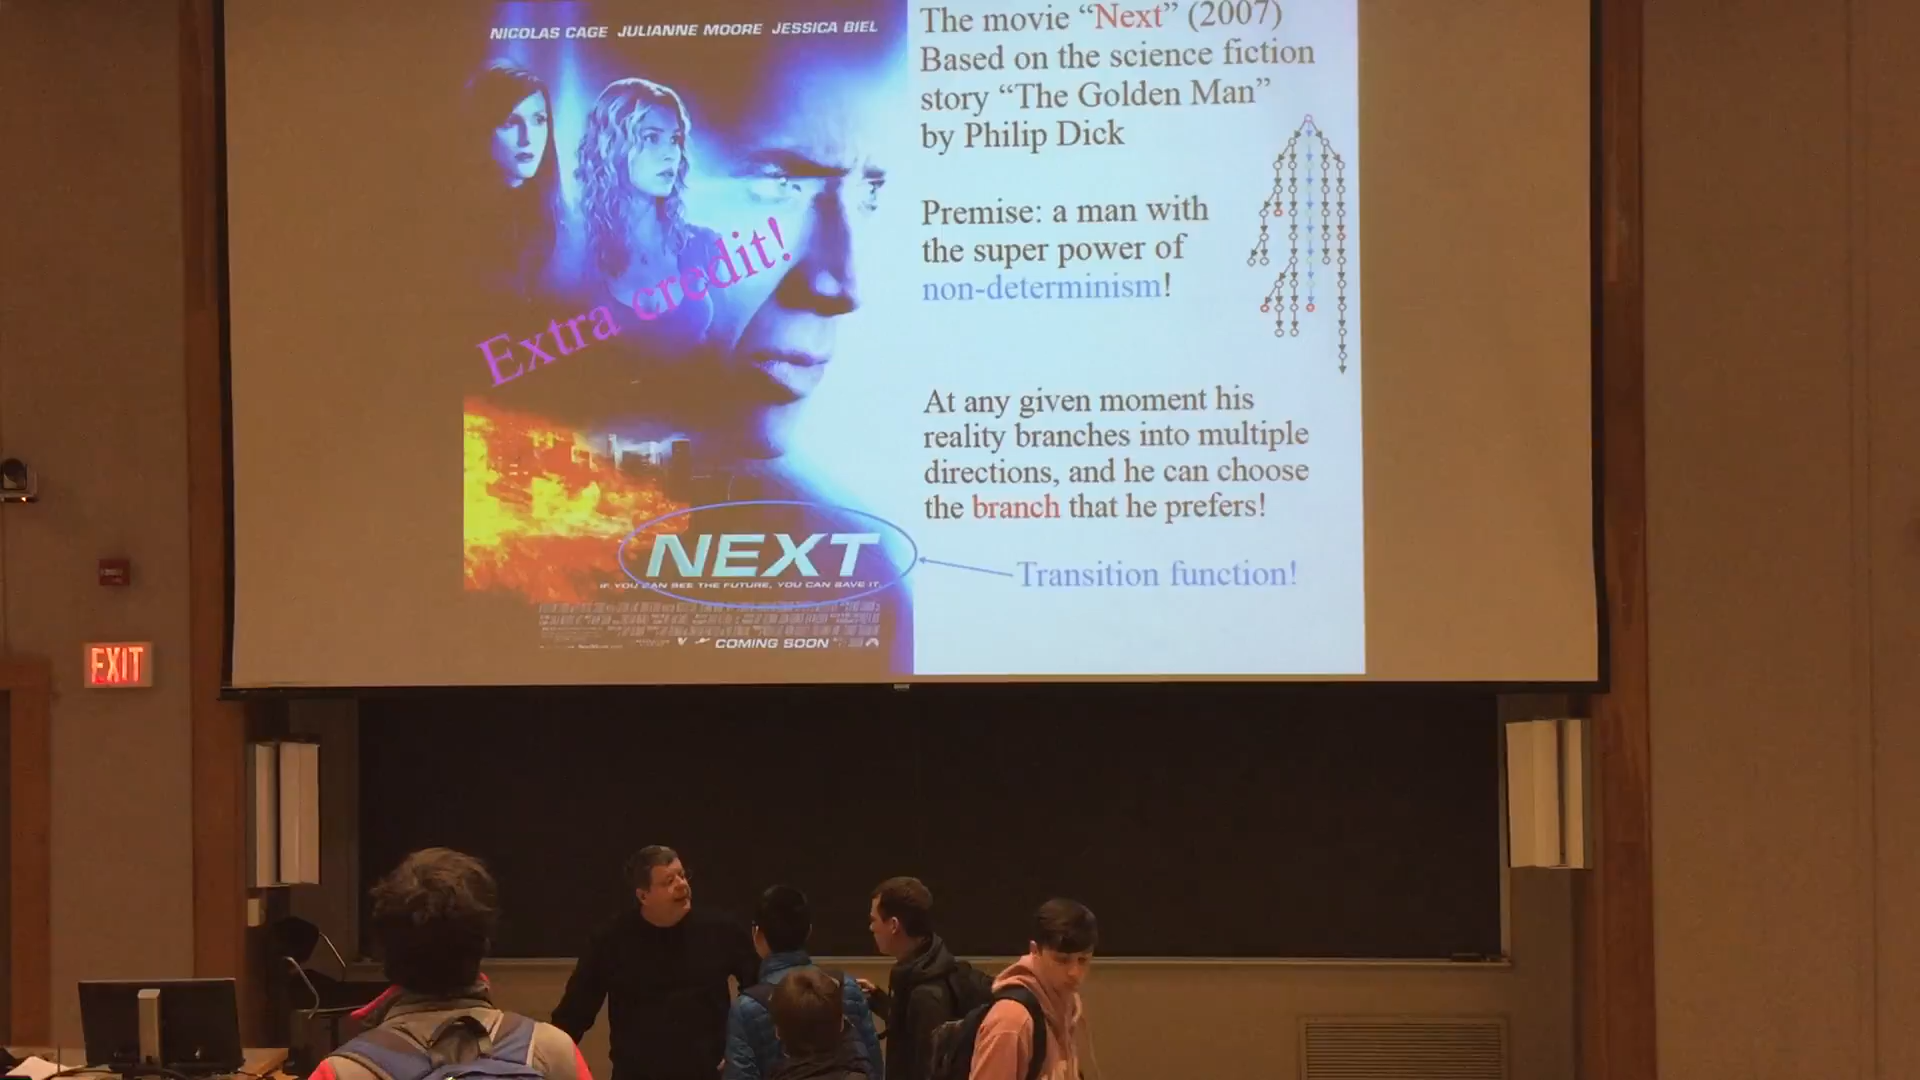 NICOLAS CAGE JULIANNE MOORE JESSICA BIEL
Extra credit!
NEXT
IF YOU CAN SEE THE FUTURE, YOU CAN SAVE IT.
COMING SOON
The movie “Next” (2007)
Based on the science fiction
story “The Golden Man”
by Philip Dick
Premise: a man with
the super power of
non-determinism!
At any given moment his
reality branches into multiple
directions, and he can choose
the branch that he prefers!
Transition function!
EXIT